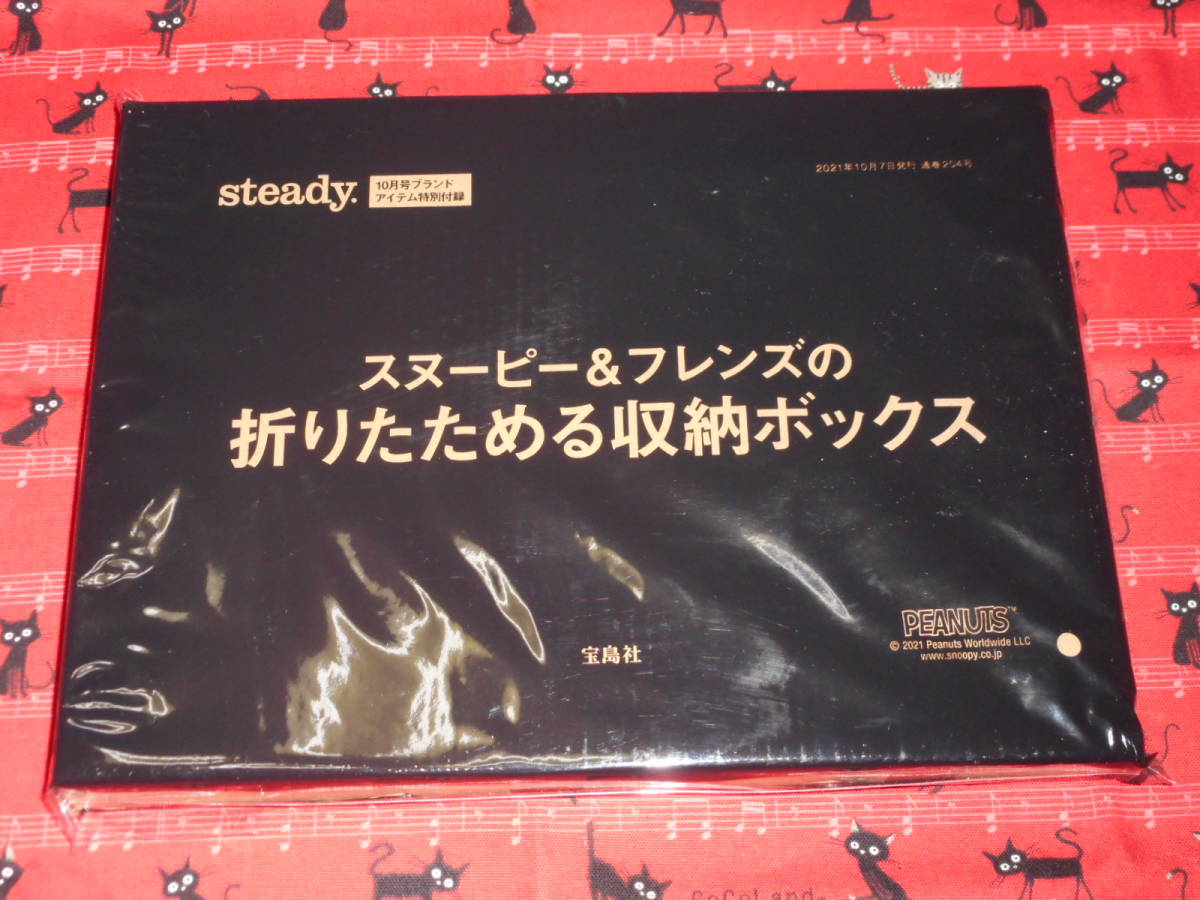 steady.
10月号ブランド
アイテム特別付録
2021年10月7日発行 通巻204号
スヌーピー&フレンズの
折りたためる収納ボックス
宝島社
PEANUTS™
© 2021 Peanuts Worldwide LLC
www.snoopy.co.jp
CoCoLand.